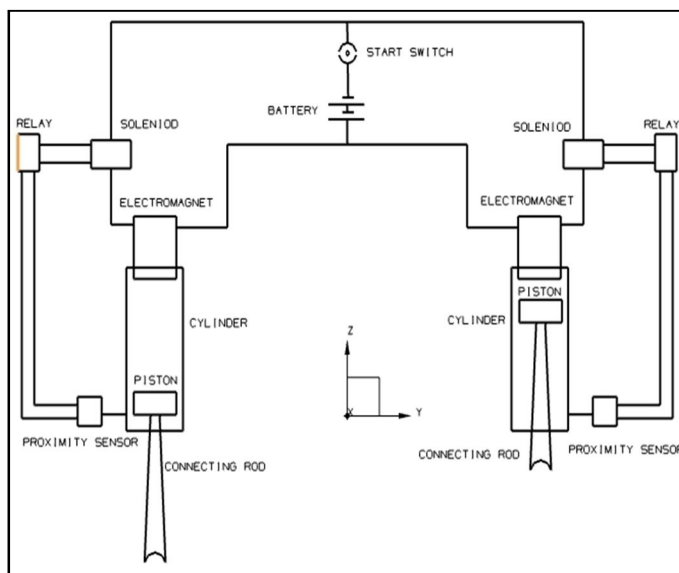 START SWITCH
BATTERY
RELAY
SOLENIOD
SOLENIOD
RELAY
ELECTROMAGNET
ELECTROMAGNET
PISTON
CYLINDER
CYLINDER
Z
PISTON
X
Y
PROXIMITY SENSOR
CONNECTING ROD
CONNECTING ROD
PROXIMITY SENSOR